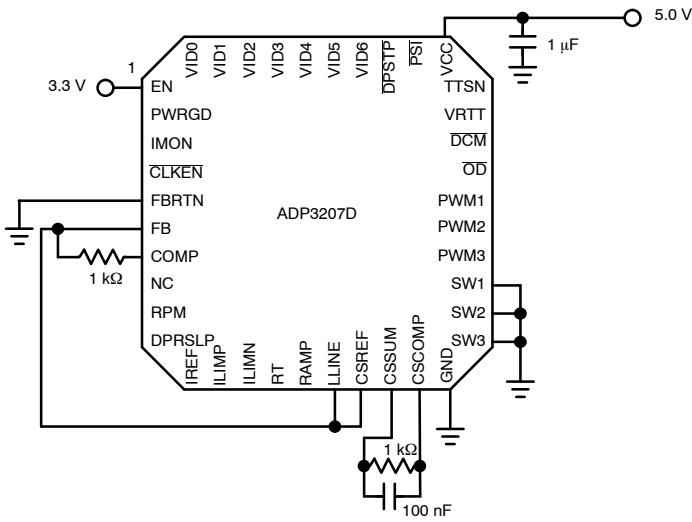 5.0 V
1 μF
3.3 V
1
VID0
VID1
VID2
VID3
VID4
VID5
VID6
DPSTP
PSI
VCC
EN
PWRGD
IMON
CLKEN
FBRTN
FB
COMP
NC
RPM
DPRSLP
1 kΩ
ADP3207D
TTSN
VRTT
DCM
OD
PWM1
PWM2
PWM3
SW1
SW2
SW3
IREF
ILIMP
ILIMN
RT
RAMP
LLINE
CSREF
CSSUM
CSCOMP
GND
1 kΩ
100 nF